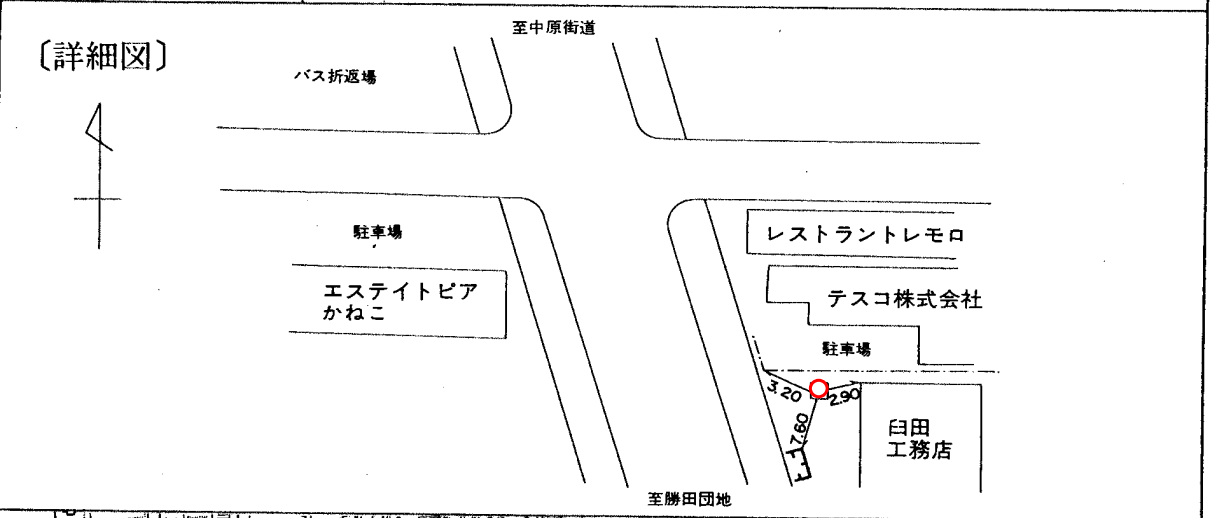 至中原街道
〔詳細図〕
バス折返場
駐車場
レストラントレモロ
エステイトピア
かねこ
テスコ株式会社
駐車場
3.20
2.90
7.60
臼田
工務店
至勝田団地